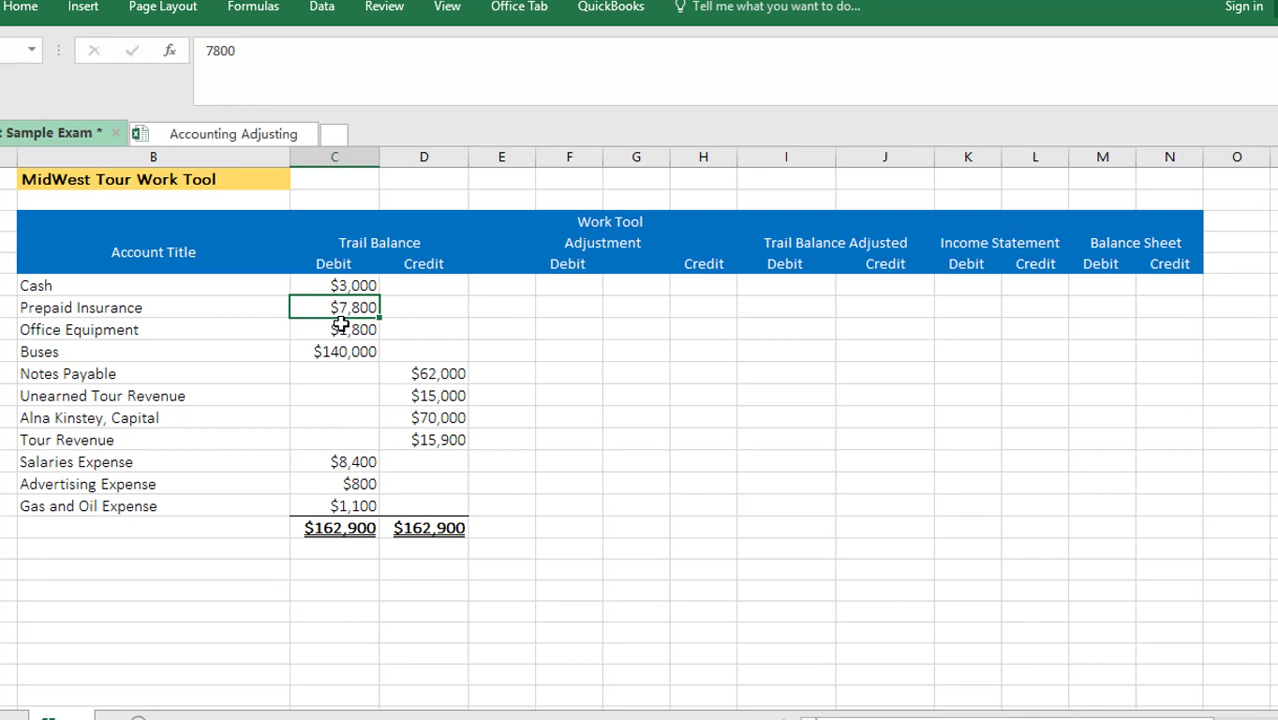 Home Insert Page Layout Formulas Data Review View Office Tab QuickBooks Tell me what you want to do... Sign in
fx 7800
: Sample Exam * Accounting Adjusting
B C D E F G H I J K L M N O
MidWest Tour Work Tool
Work Tool
Account Title Trail Balance Adjustment Trail Balance Adjusted Income Statement Balance Sheet
Debit Credit Debit Credit Debit Credit Debit Credit Debit Credit
Cash $3,000
Prepaid Insurance $7,800
Office Equipment
Buses $140,000
Notes Payable $62,000
Unearned Tour Revenue $15,000
Alna Kinstey, Capital $70,000
Tour Revenue $15,900
Salaries Expense $8,400
Advertising Expense $800
Gas and Oil Expense $1,100
$162,900 $162,900